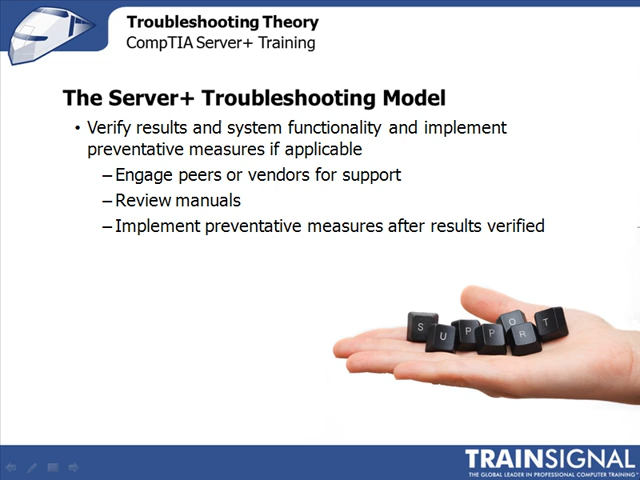 Troubleshooting Theory
CompTIA Server+ Training
The Server+ Troubleshooting Model
• Verify results and system functionality and implement
preventative measures if applicable
– Engage peers or vendors for support
– Review manuals
– Implement preventative measures after results verified
S U P P O R T
TRAINSIGNAL
THE GLOBAL LEADER IN PROFESSIONAL COMPUTER TRAINING